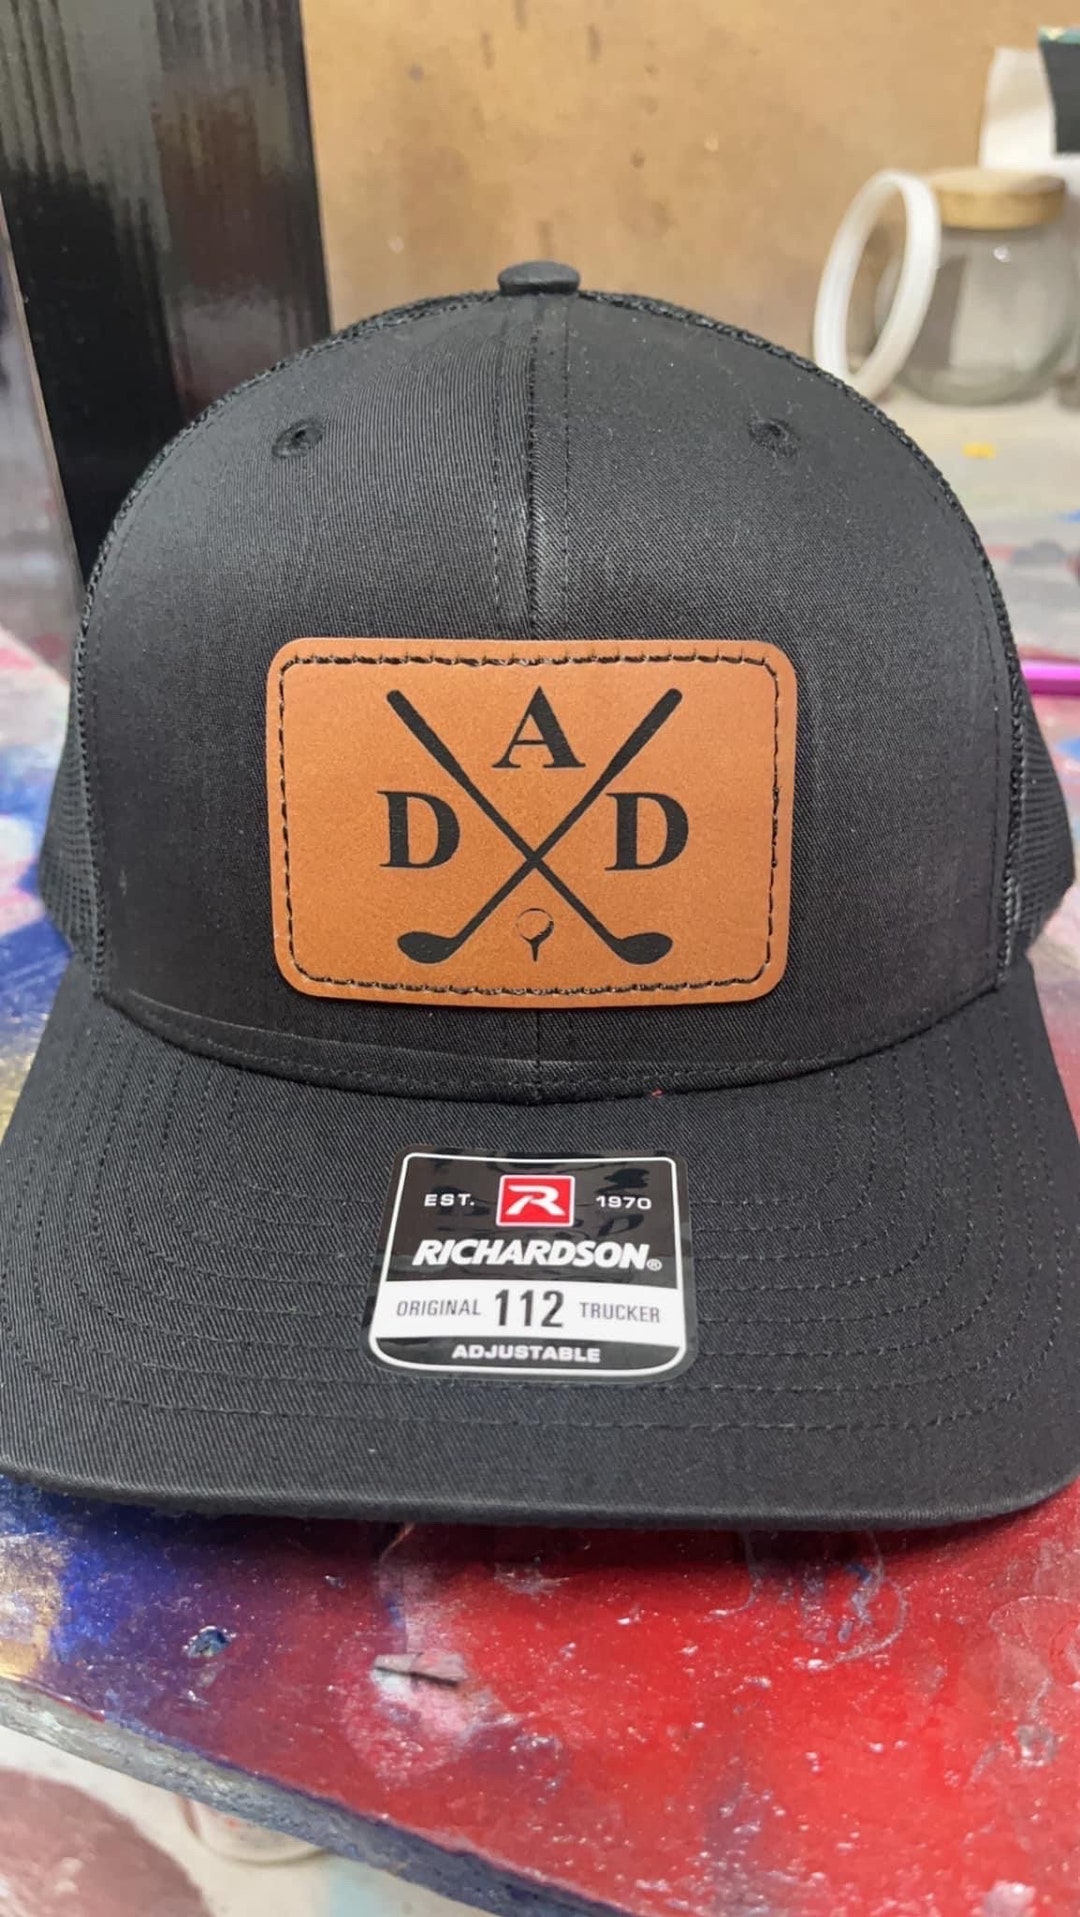 A
D D
EST. R 1970
RICHARDSON®
ORIGINAL 112 TRUCKER
ADJUSTABLE